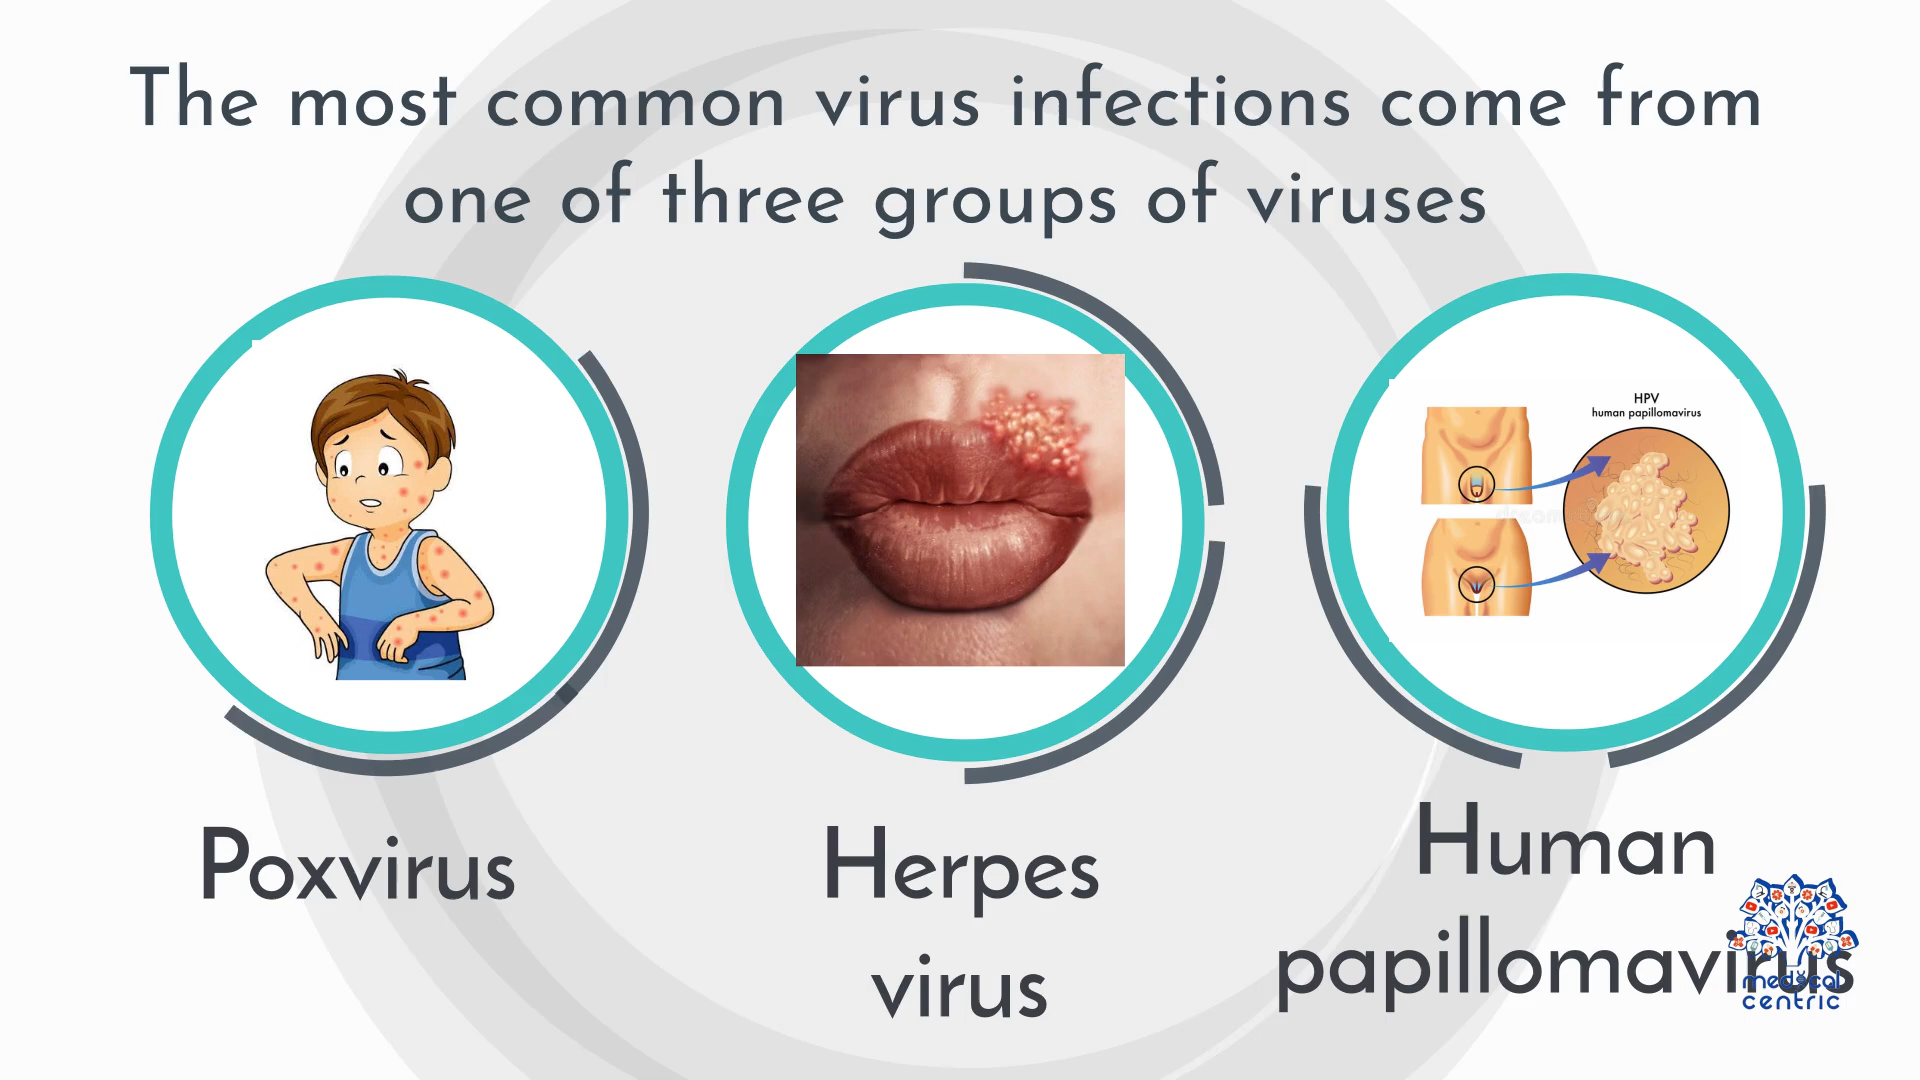 The most common virus infections come from
one of three groups of viruses
HPV
human papillomavirus
Poxvirus
Herpes
virus
Human
papillomavirus
medical
centric